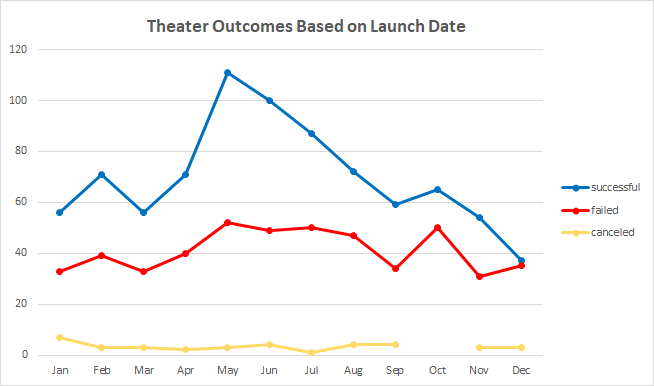 Theater Outcomes Based on Launch Date
120
100
80
60
40
20
0
Jan Feb Mar Apr May Jun Jul Aug Sep Oct Nov Dec
successful
failed
canceled